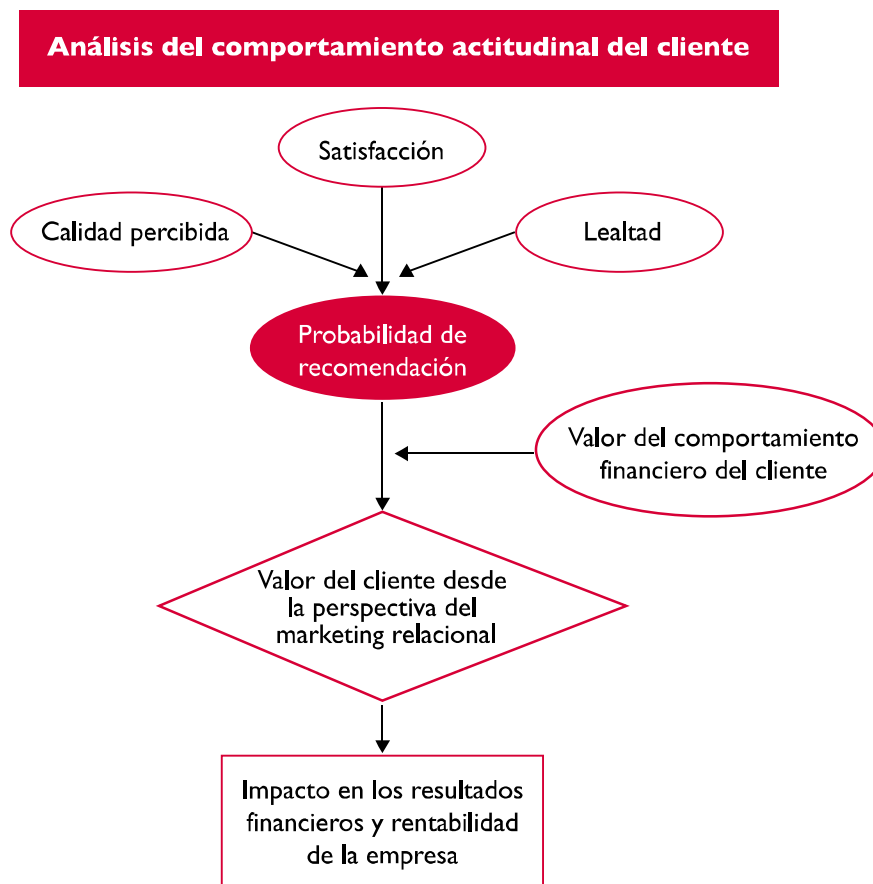 Análisis del comportamiento actitudinal del cliente
Satisfacción
Calidad percibida
Lealtad
Probabilidad de
recomendación
Valor del comportamiento
financiero del cliente
Valor del cliente desde
la perspectiva del
marketing relacional
Impacto en los resultados
financieros y rentabilidad
de la empresa